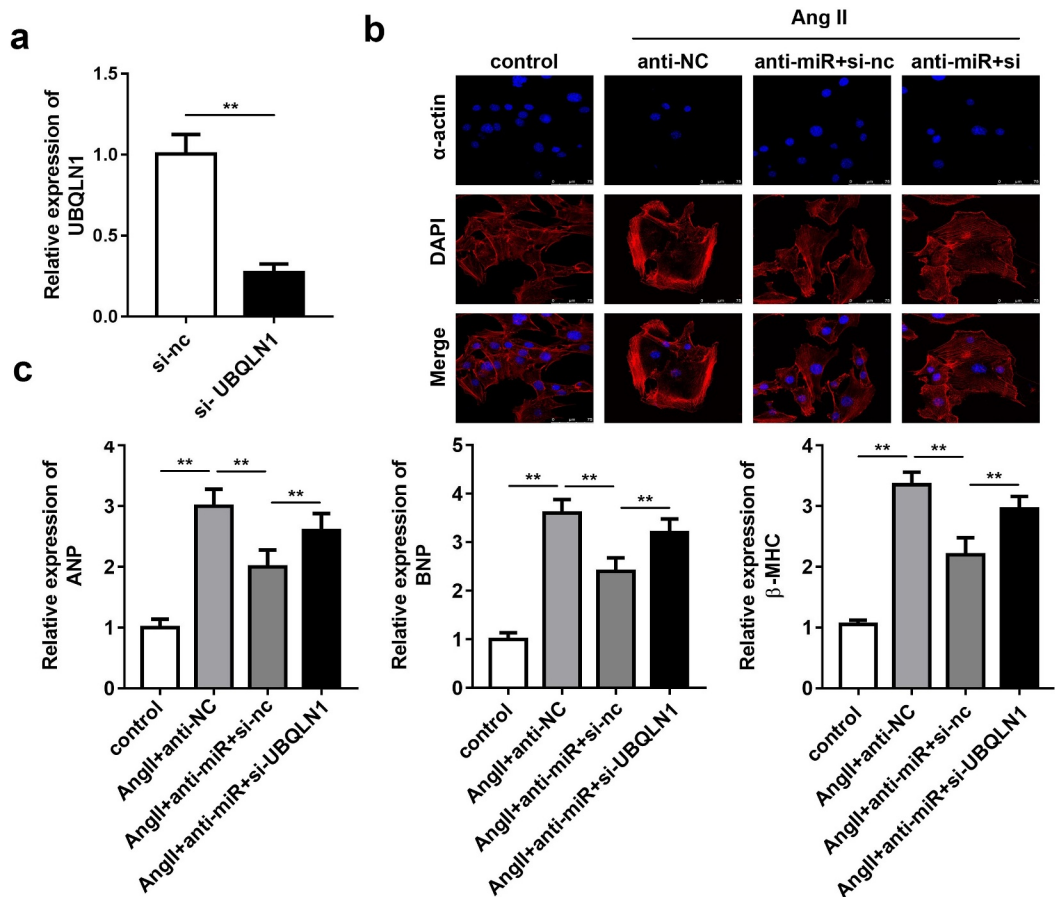 a
Relative expression of
UBQLN1
1.5
1.0
0.5
0.0
**
si-nc
si- UBQLN1
b
Ang II
control
anti-NC
anti-miR+si-nc
anti-miR+si
α-actin
DAPI
Merge
c
Relative expression of
ANP
4
3
2
1
0
**
**
**
control
AngII+anti-NC
AngII+anti-miR+si-nc
AngII+anti-miR+si-UBQLN1
Relative expression of
BNP
5
4
3
2
1
0
**
**
**
control
AngII+anti-NC
AngII+anti-miR+si-nc
AngII+anti-miR+si-UBQLN1
Relative expression of
β-MHC
4
3
2
1
0
**
**
**
control
AngII+anti-NC
AngII+anti-miR+si-nc
AngII+anti-miR+si-UBQLN1